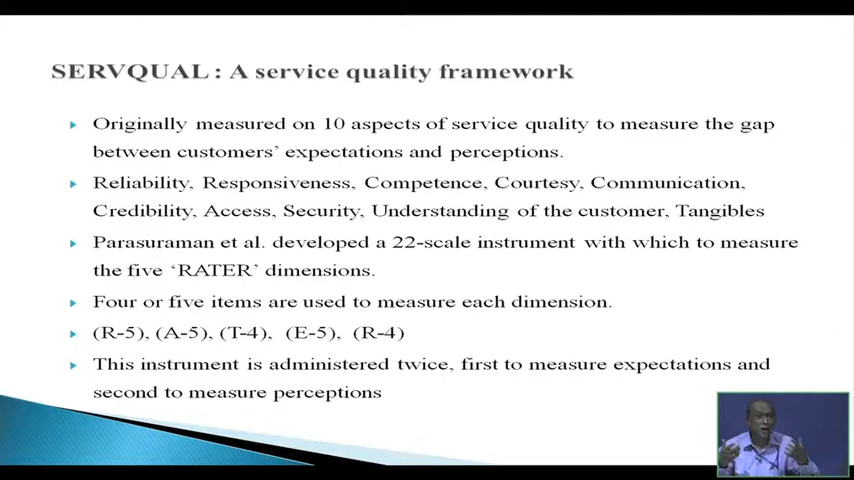 SERVQUAL : A service quality framework
Originally measured on 10 aspects of service quality to measure the gap
between customers' expectations and perceptions.
Reliability, Responsiveness, Competence, Courtesy, Communication,
Credibility, Access, Security, Understanding of the customer, Tangibles
Parasuraman et al. developed a 22-scale instrument with which to measure
the five 'RATER' dimensions.
Four or five items are used to measure each dimension.
(R-5), (A-5), (T-4), (E-5), (R-4)
This instrument is administered twice, first to measure expectations and
second to measure perceptions